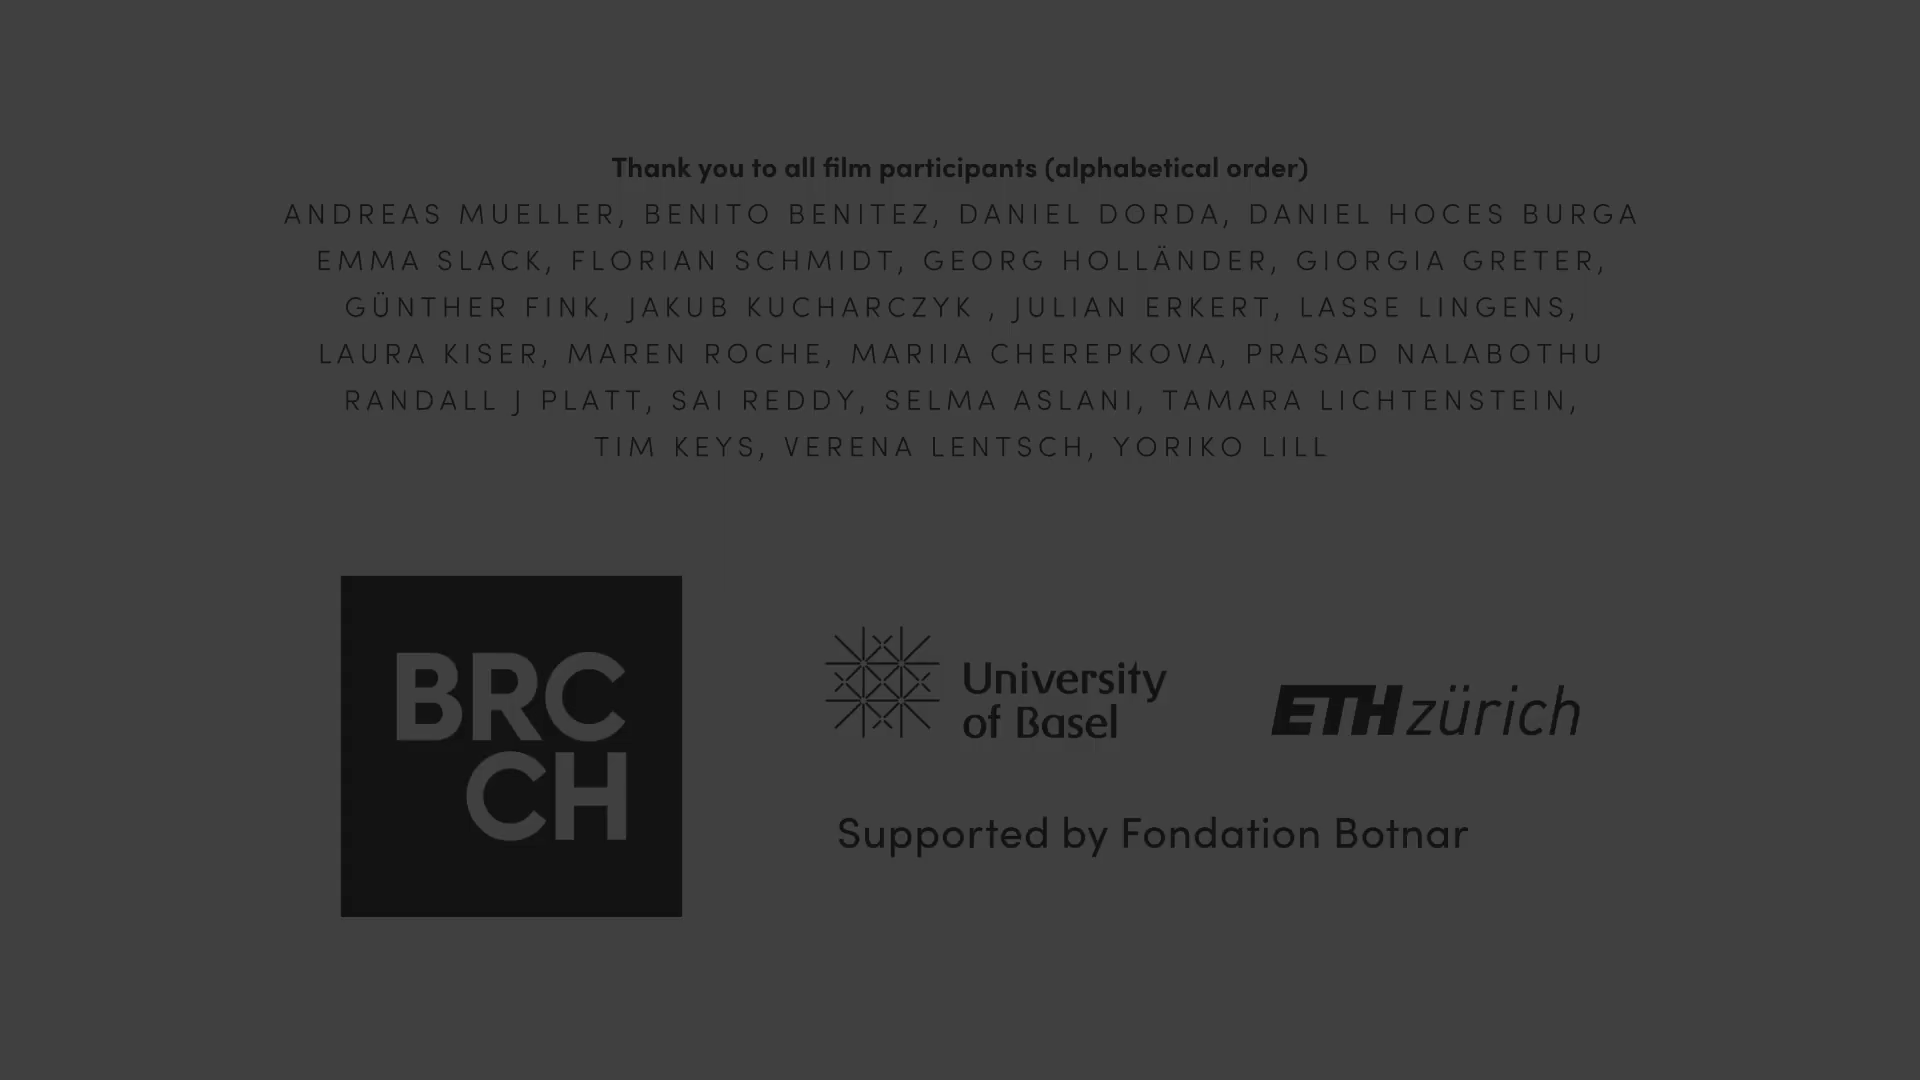 Thank you to all film participants (alphabetical order)
ANDREAS MUELLER, BENITO BENITEZ, DANIEL DORDA, DANIEL HOCES BURGA
EMMA SLACK, FLORIAN SCHMIDT, GEORG HOLLÄNDER, GIORGIA GRETER,
GÜNTHER FINK, JAKUB KUCHARCZYK , JULIAN ERKERT, LASSE LINGENS,
LAURA KISER, MAREN ROCHE, MARIIA CHEREPKOVA, PRASAD NALABOTHU
RANDALL J PLATT, SAI REDDY, SELMA ASLANI, TAMARA LICHTENSTEIN,
TIM KEYS, VERENA LENTSCH, YORIKO LILL
BRC
CH
University
of Basel
ETH zürich
Supported by Fondation Botnar